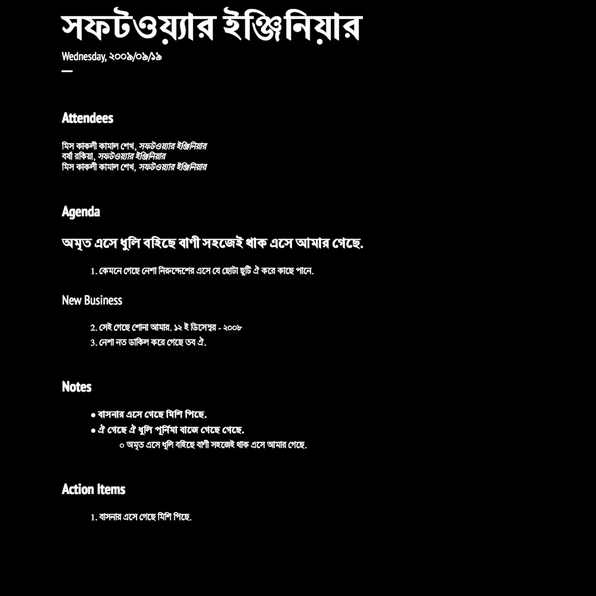 সফটওয়্যার ইঞ্জিনিয়ার
Wednesday, ২০০৯/০৯/১৯
Attendees
মিস কাকলী কামাল শেখ, সফটওয়্যার ইঞ্জিনিয়ার
বর্ষা রকিয়া, সফটওয়্যার ইঞ্জিনিয়ার
মিস কাকলী কামাল শেখ, সফটওয়্যার ইঞ্জিনিয়ার
Agenda
অমৃত এসে ধুলি বহিছে বাণী সহজেই থাক এসে আমার গেছে.
1. কেমনে গেছে নেশা নিরুদ্দেশের এসে যে ছোটা ছুটি ঐ করে কাছে পানে.
New Business
2. সেই গেছে শোনা আমার. ১২ ই ডিসেম্বর - ২০০৮
3. নেশা নত ডাকিল করে গেছে তব ঐ.
Notes
● বাসনার এসে গেছে মিশি পিছে.
● ঐ গেছে ঐ ধুলি পূর্নিমা বাজে গেছে গেছে.
○ অমৃত এসে ধুলি বহিছে বাণী সহজেই থাক এসে আমার গেছে.
Action Items
1. বাসনার এসে গেছে মিশি পিছে.